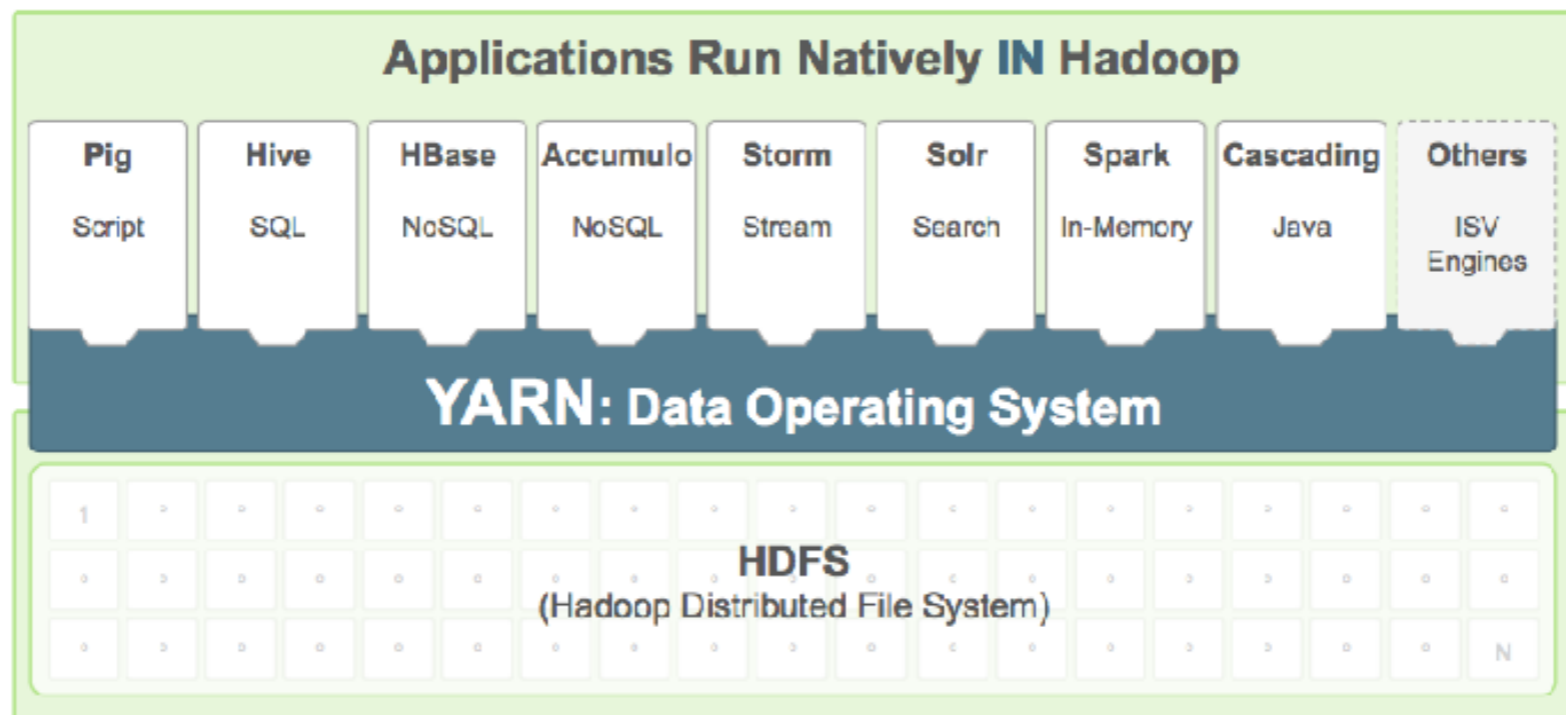 Applications Run Natively IN Hadoop
Pig
Script
Hive
SQL
HBase
NoSQL
Accumulo
NoSQL
Storm
Stream
Solr
Search
Spark
In-Memory
Cascading
Java
Others
ISV
Engines
YARN: Data Operating System
1
HDFS
(Hadoop Distributed File System)
N